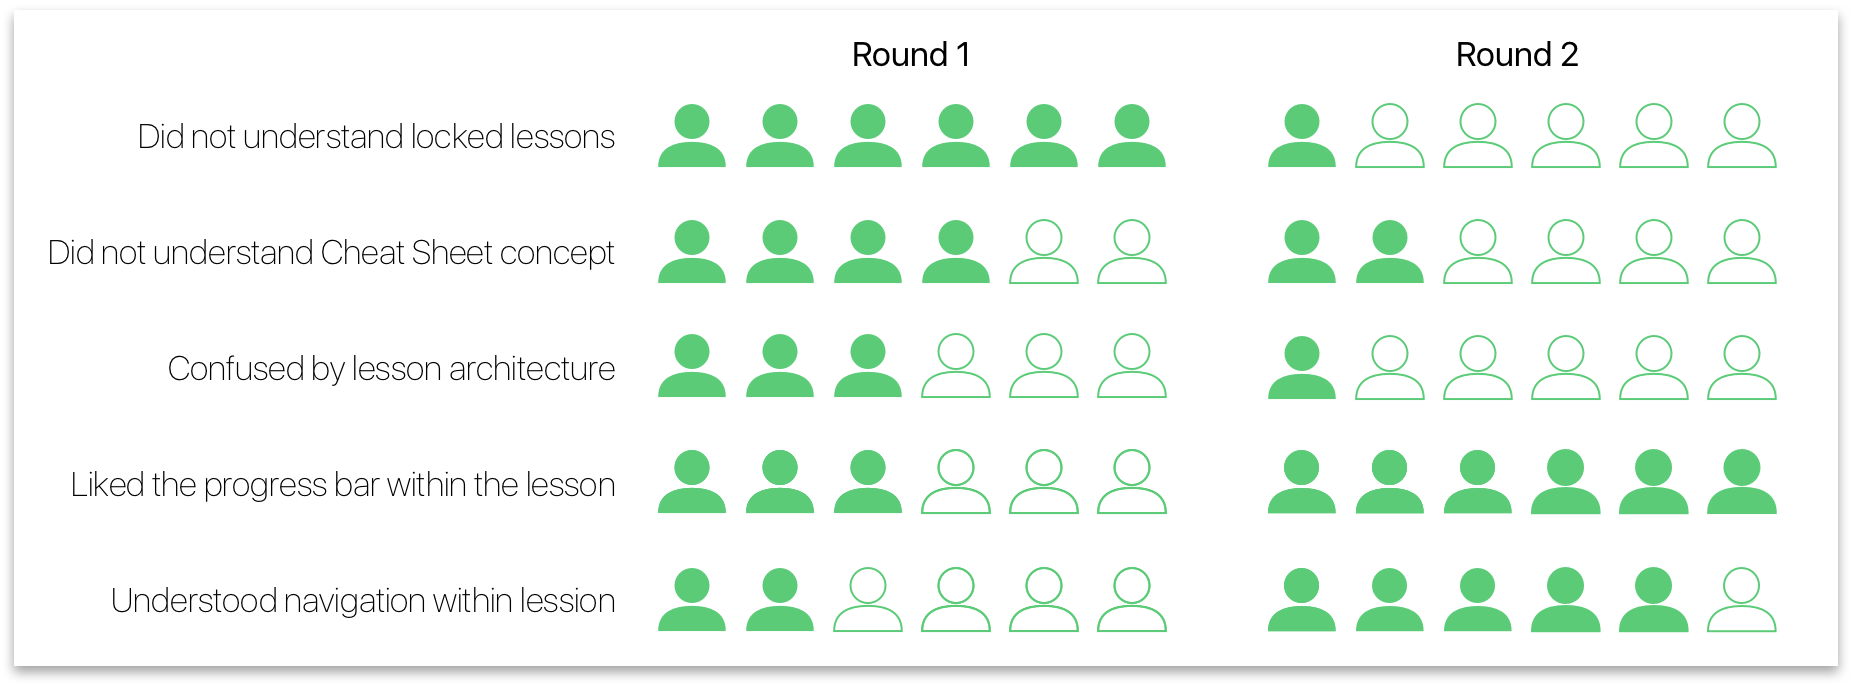 Round 1
Round 2
Did not understand locked lessons
Did not understand Cheat Sheet concept
Confused by lesson architecture
Liked the progress bar within the lesson
Understood navigation within lession